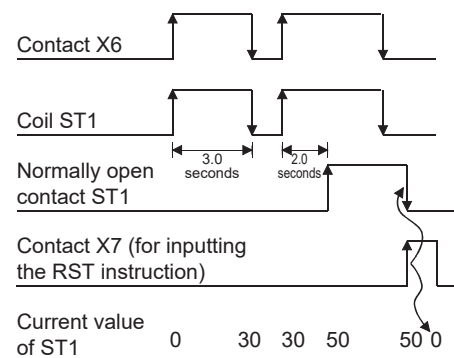 Contact X6
Coil ST1
3.0 seconds
2.0 seconds
Normally open
contact ST1
Contact X7 (for inputting
the RST instruction)
Current value
of ST1 0 30 30 50 50 0